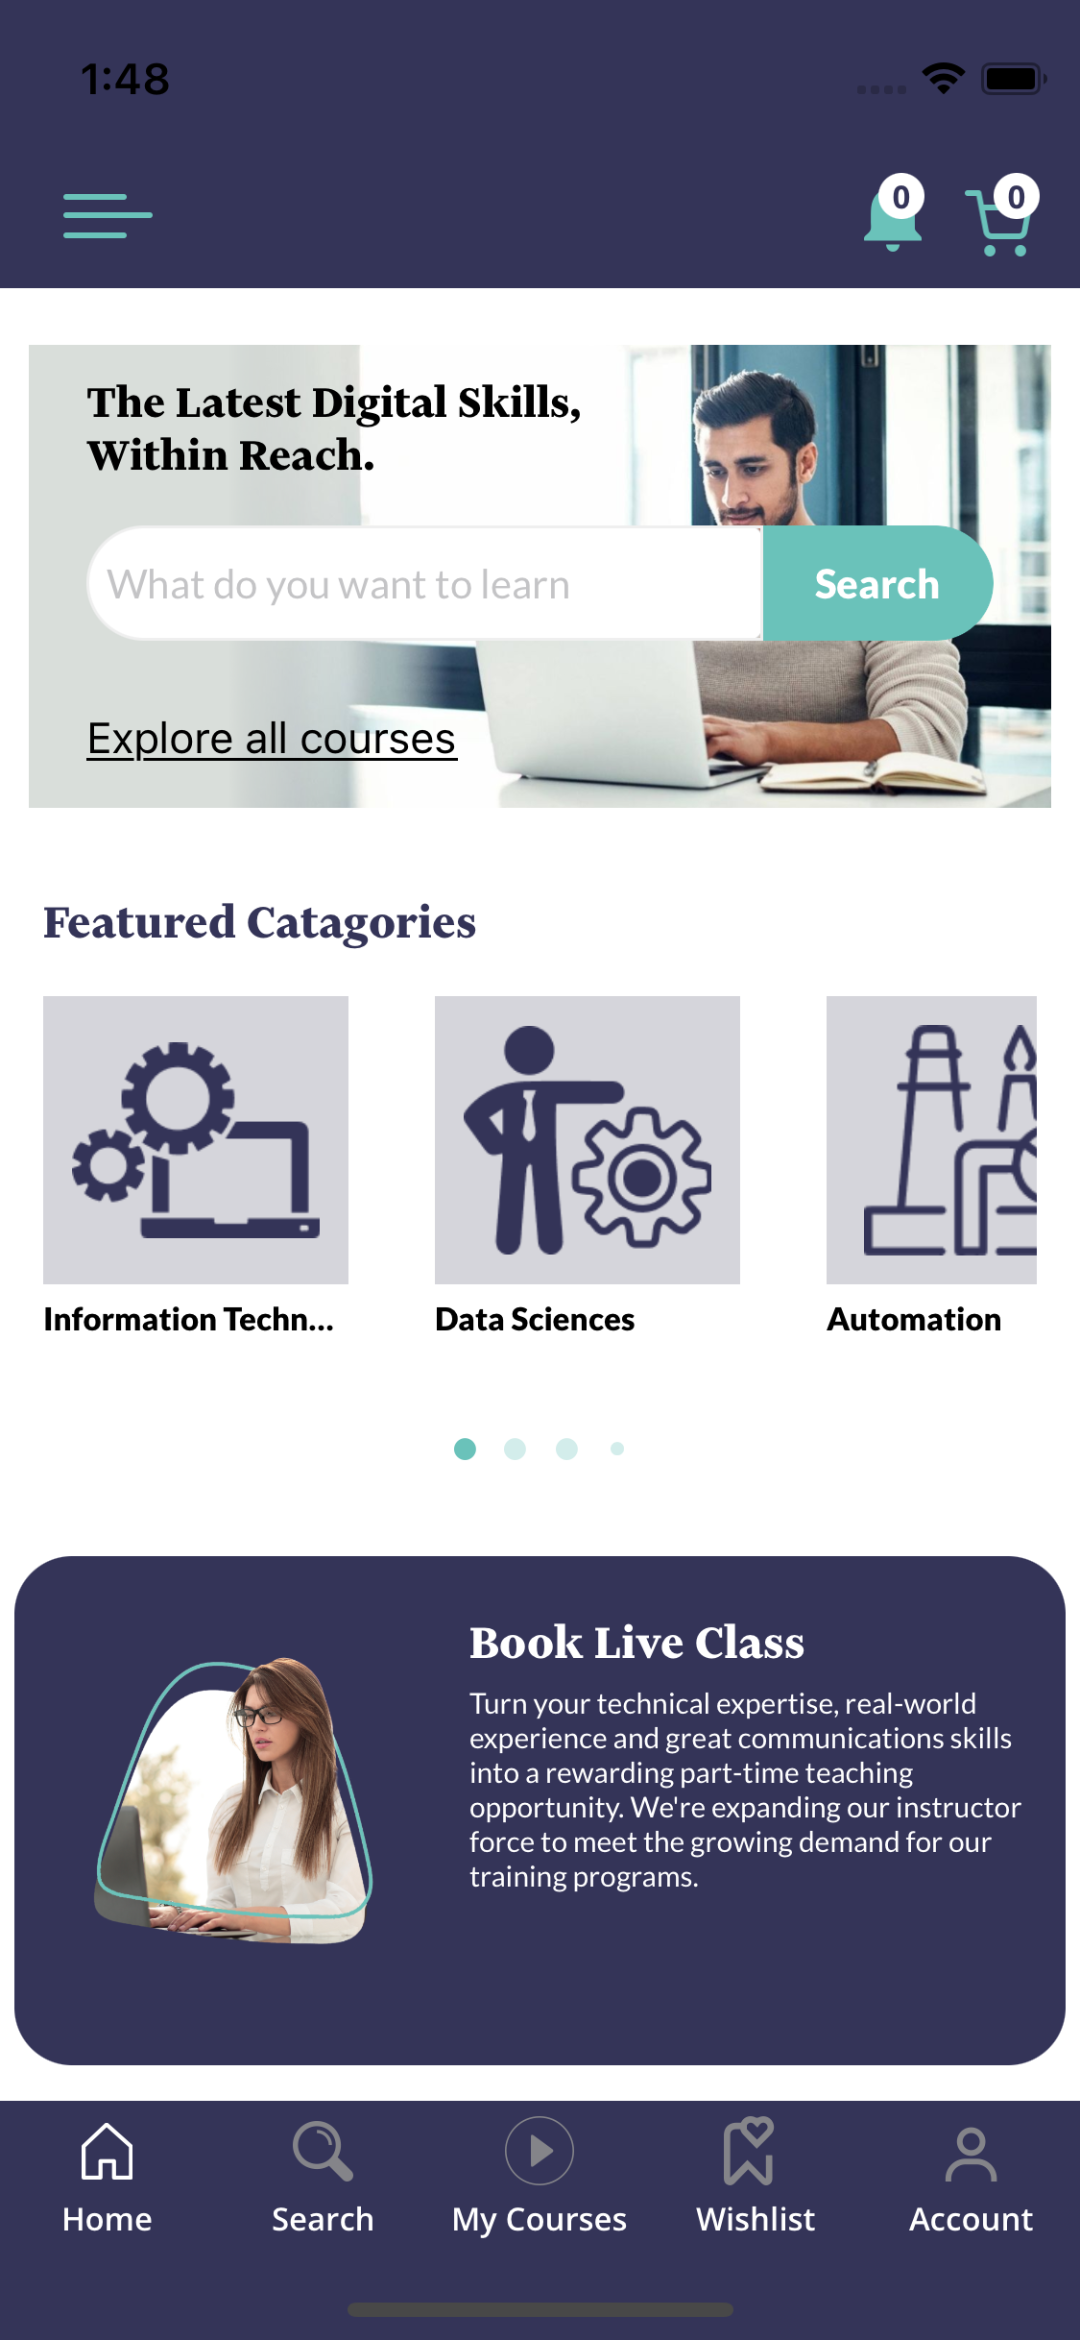 1:48
0
0
The Latest Digital Skills,
Within Reach.
What do you want to learn
Search
Explore all courses
Featured Catagories
Information Techn...
Data Sciences
Automation
Book Live Class
Turn your technical expertise, real-world
experience and great communications skills
into a rewarding part-time teaching
opportunity. We're expanding our instructor
force to meet the growing demand for our
training programs.
Home
Search
My Courses
Wishlist
Account